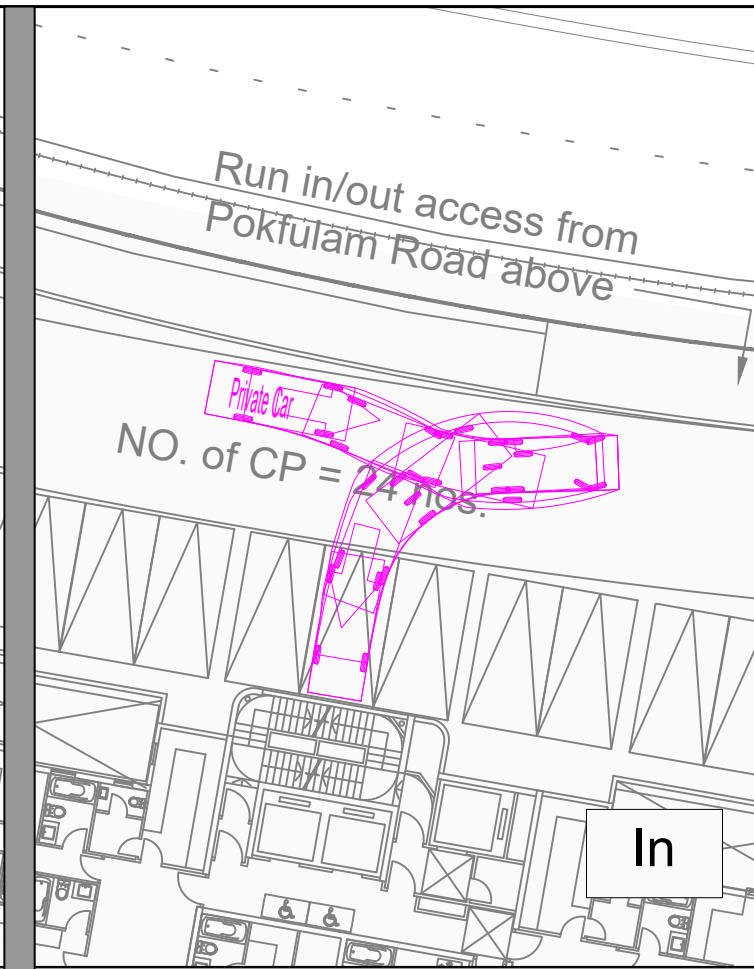 Run in/out access from
Pokfulam Road above
Private Car
NO. of CP = 24 nos.
In